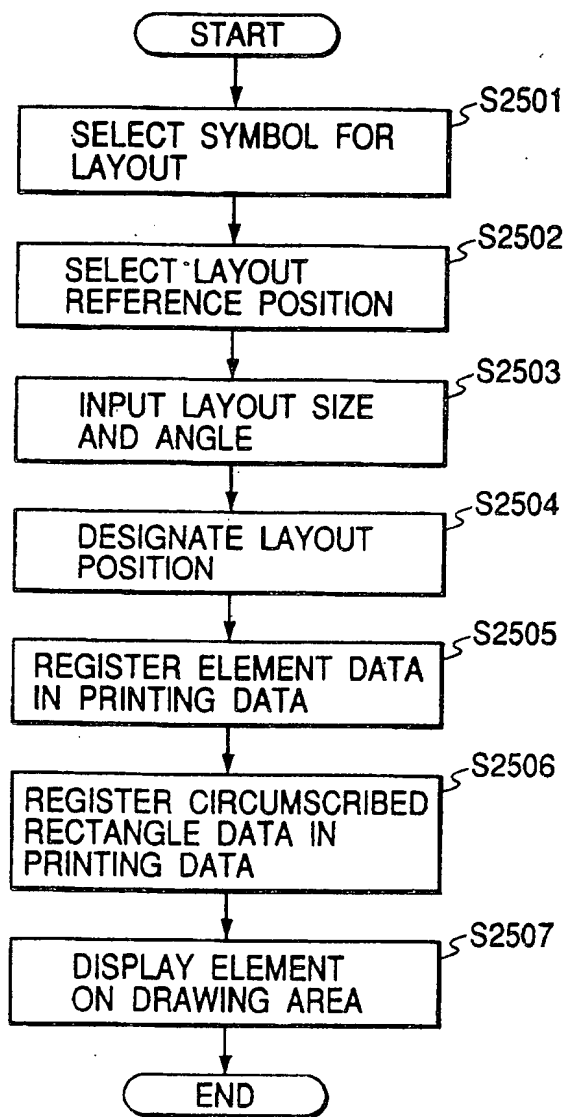 START
S2501
SELECT SYMBOL FOR
LAYOUT
S2502
SELECT LAYOUT
REFERENCE POSITION
S2503
INPUT LAYOUT SIZE
AND ANGLE
S2504
DESIGNATE LAYOUT
POSITION
S2505
REGISTER ELEMENT DATA
IN PRINTING DATA
S2506
REGISTER CIRCUMSCRIBED
RECTANGLE DATA IN
PRINTING DATA
S2507
DISPLAY ELEMENT
ON DRAWING AREA
END